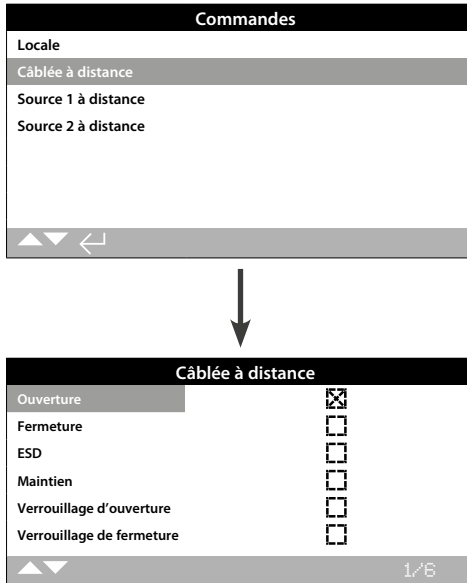 Commandes
Locale
Câblée à distance
Source 1 à distance
Source 2 à distance
Câblée à distance
Ouverture
Fermeture
ESD
Maintien
Verrouillage d’ouverture
Verrouillage de fermeture
1/6